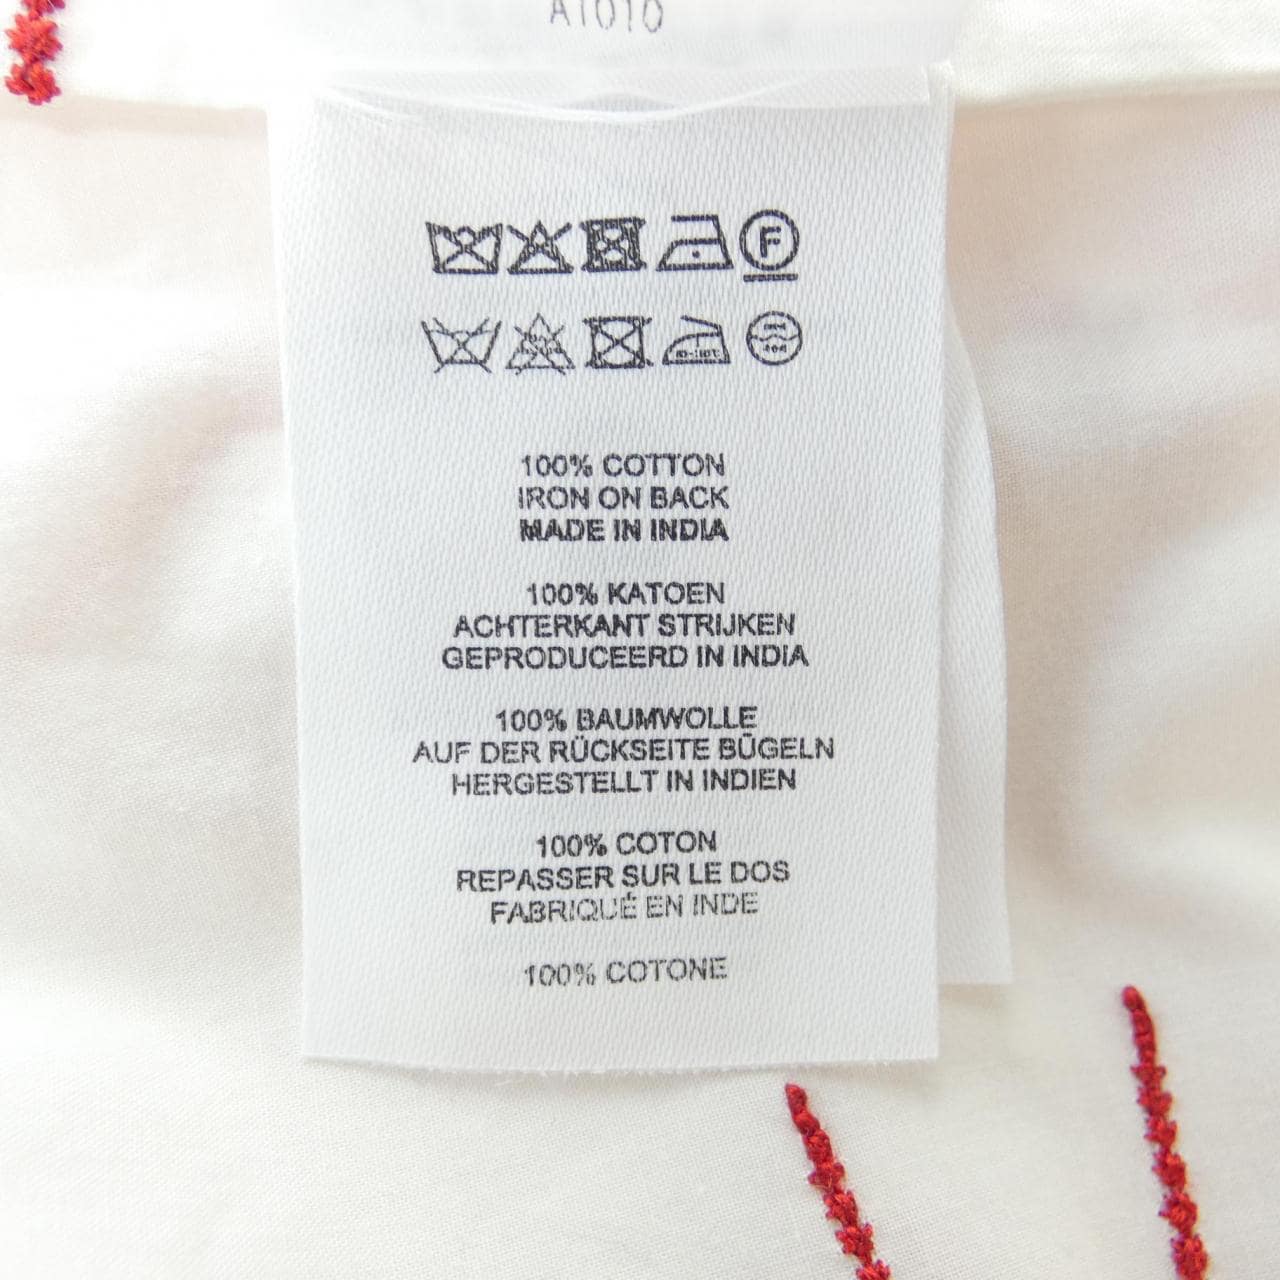 A1010
F
100% COTTON
IRON ON BACK
MADE IN INDIA
100% KATOEN
ACHTERKANT STRIJKEN
GEPRODUCEERD IN INDIA
100% BAUMWOLLE
AUF DER RÜCKSEITE BÜGELN
HERGESTELLT IN INDIEN
100% COTON
REPASSER SUR LE DOS
FABRIQUÉ EN INDE
100% COTONE